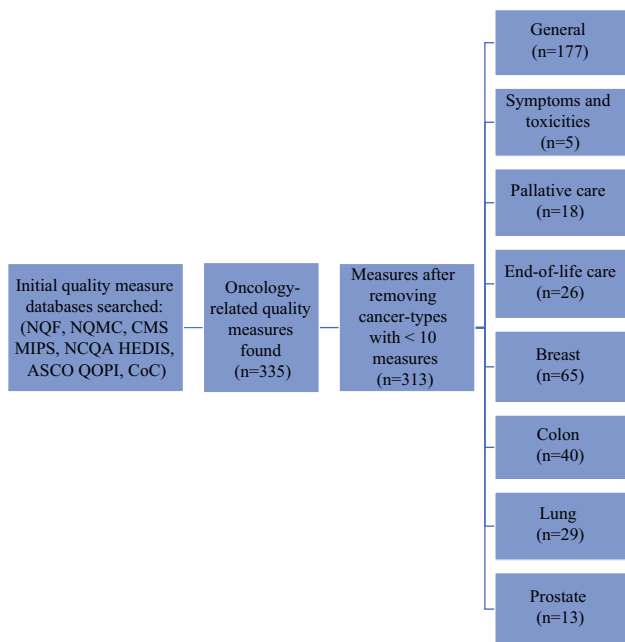 Initial quality measure
databases searched:
(NQF, NQMC, CMS
MIPS, NCQA HEDIS,
ASCO QOPI, CoC)
Oncology-
related quality
measures
found
(n=335)
Measures after
removing
cancer-types
with < 10 measures
(n=313)
General
(n=177)
Symptoms and
toxicities
(n=5)
Pallative care
(n=18)
End-of-life care
(n=26)
Breast
(n=65)
Colon
(n=40)
Lung
(n=29)
Prostate
(n=13)